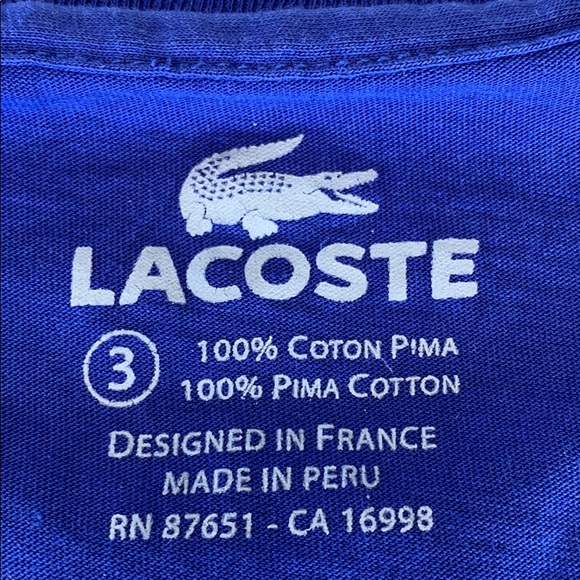 LACOSTE
3
100% COTON PIMA
100% PIMA COTTON
DESIGNED IN FRANCE
MADE IN PERU
RN 87651 - CA 16998